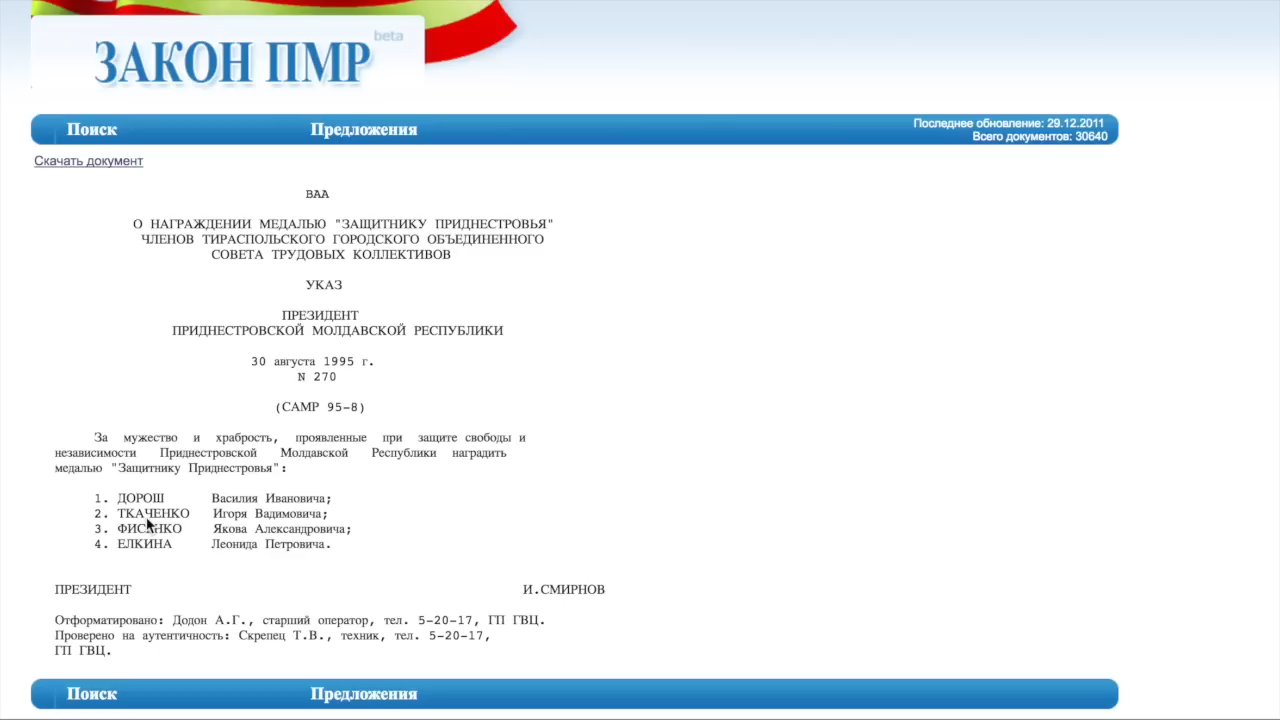 beta
ЗАКОН ПМР
Поиск Предложения Последнее обновление: 29.12.2011
Всего документов: 30640
Скачать документ
ВАА
О НАГРАЖДЕНИИ МЕДАЛЬЮ "ЗАЩИТНИКУ ПРИДНЕСТРОВЬЯ"
ЧЛЕНОВ ТИРАСПОЛЬСКОГО ГОРОДСКОГО ОБЪЕДИНЕННОГО
СОВЕТА ТРУДОВЫХ КОЛЛЕКТИВОВ
УКАЗ
ПРЕЗИДЕНТ
ПРИДНЕСТРОВСКОЙ МОЛДАВСКОЙ РЕСПУБЛИКИ
30 августа 1995 г.
N 270
(САМР 95-8)
За мужество и храбрость, проявленные при защите свободы и
независимости Приднестровской Молдавской Республики наградить
медалью "Защитнику Приднестровья":
1. ДОРОШ Василия Ивановича;
2. ТКАЧЕНКО Игоря Вадимовича;
3. ФИСЕНКО Якова Александровича;
4. ЕЛКИНА Леонида Петровича.
ПРЕЗИДЕНТ И.СМИРНОВ
Отформатировано: Додон А.Г., старший оператор, тел. 5-20-17, ГП ГВЦ.
Проверено на аутентичность: Скрепец Т.В., техник, тел. 5-20-17,
ГП ГВЦ.
Поиск Предложения